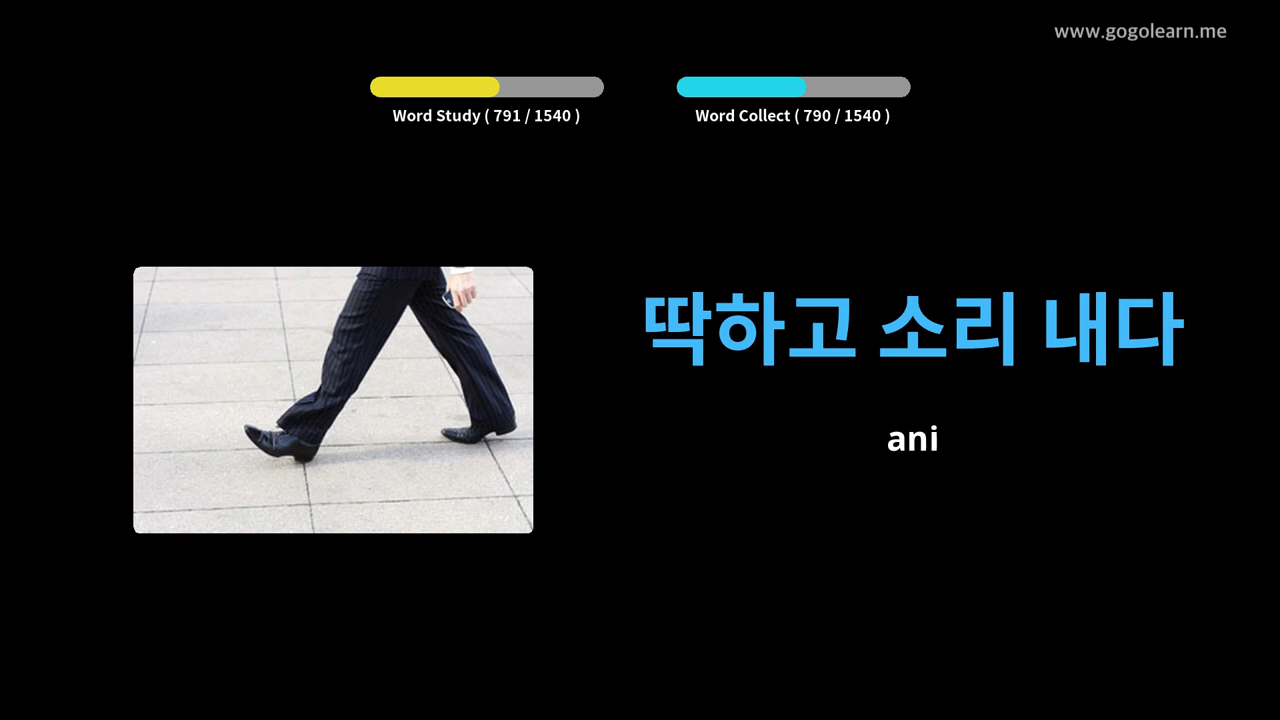 www.gogolearn.me
Word Study ( 791 / 1540 )
Word Collect ( 790 / 1540 )
딱하고 소리 내다
ani